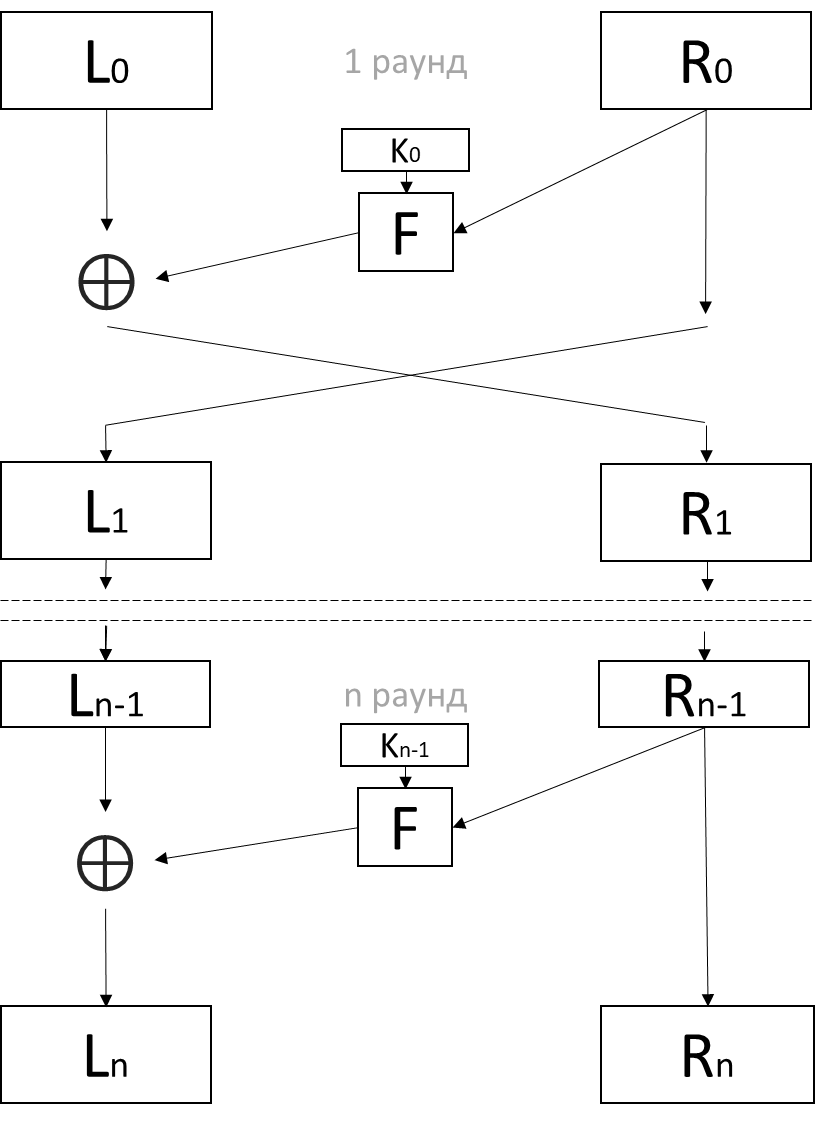 L0 1 раунд R0
K0
F
L1 R1
Ln-1 n раунд Rn-1
Kn-1
F
Ln Rn